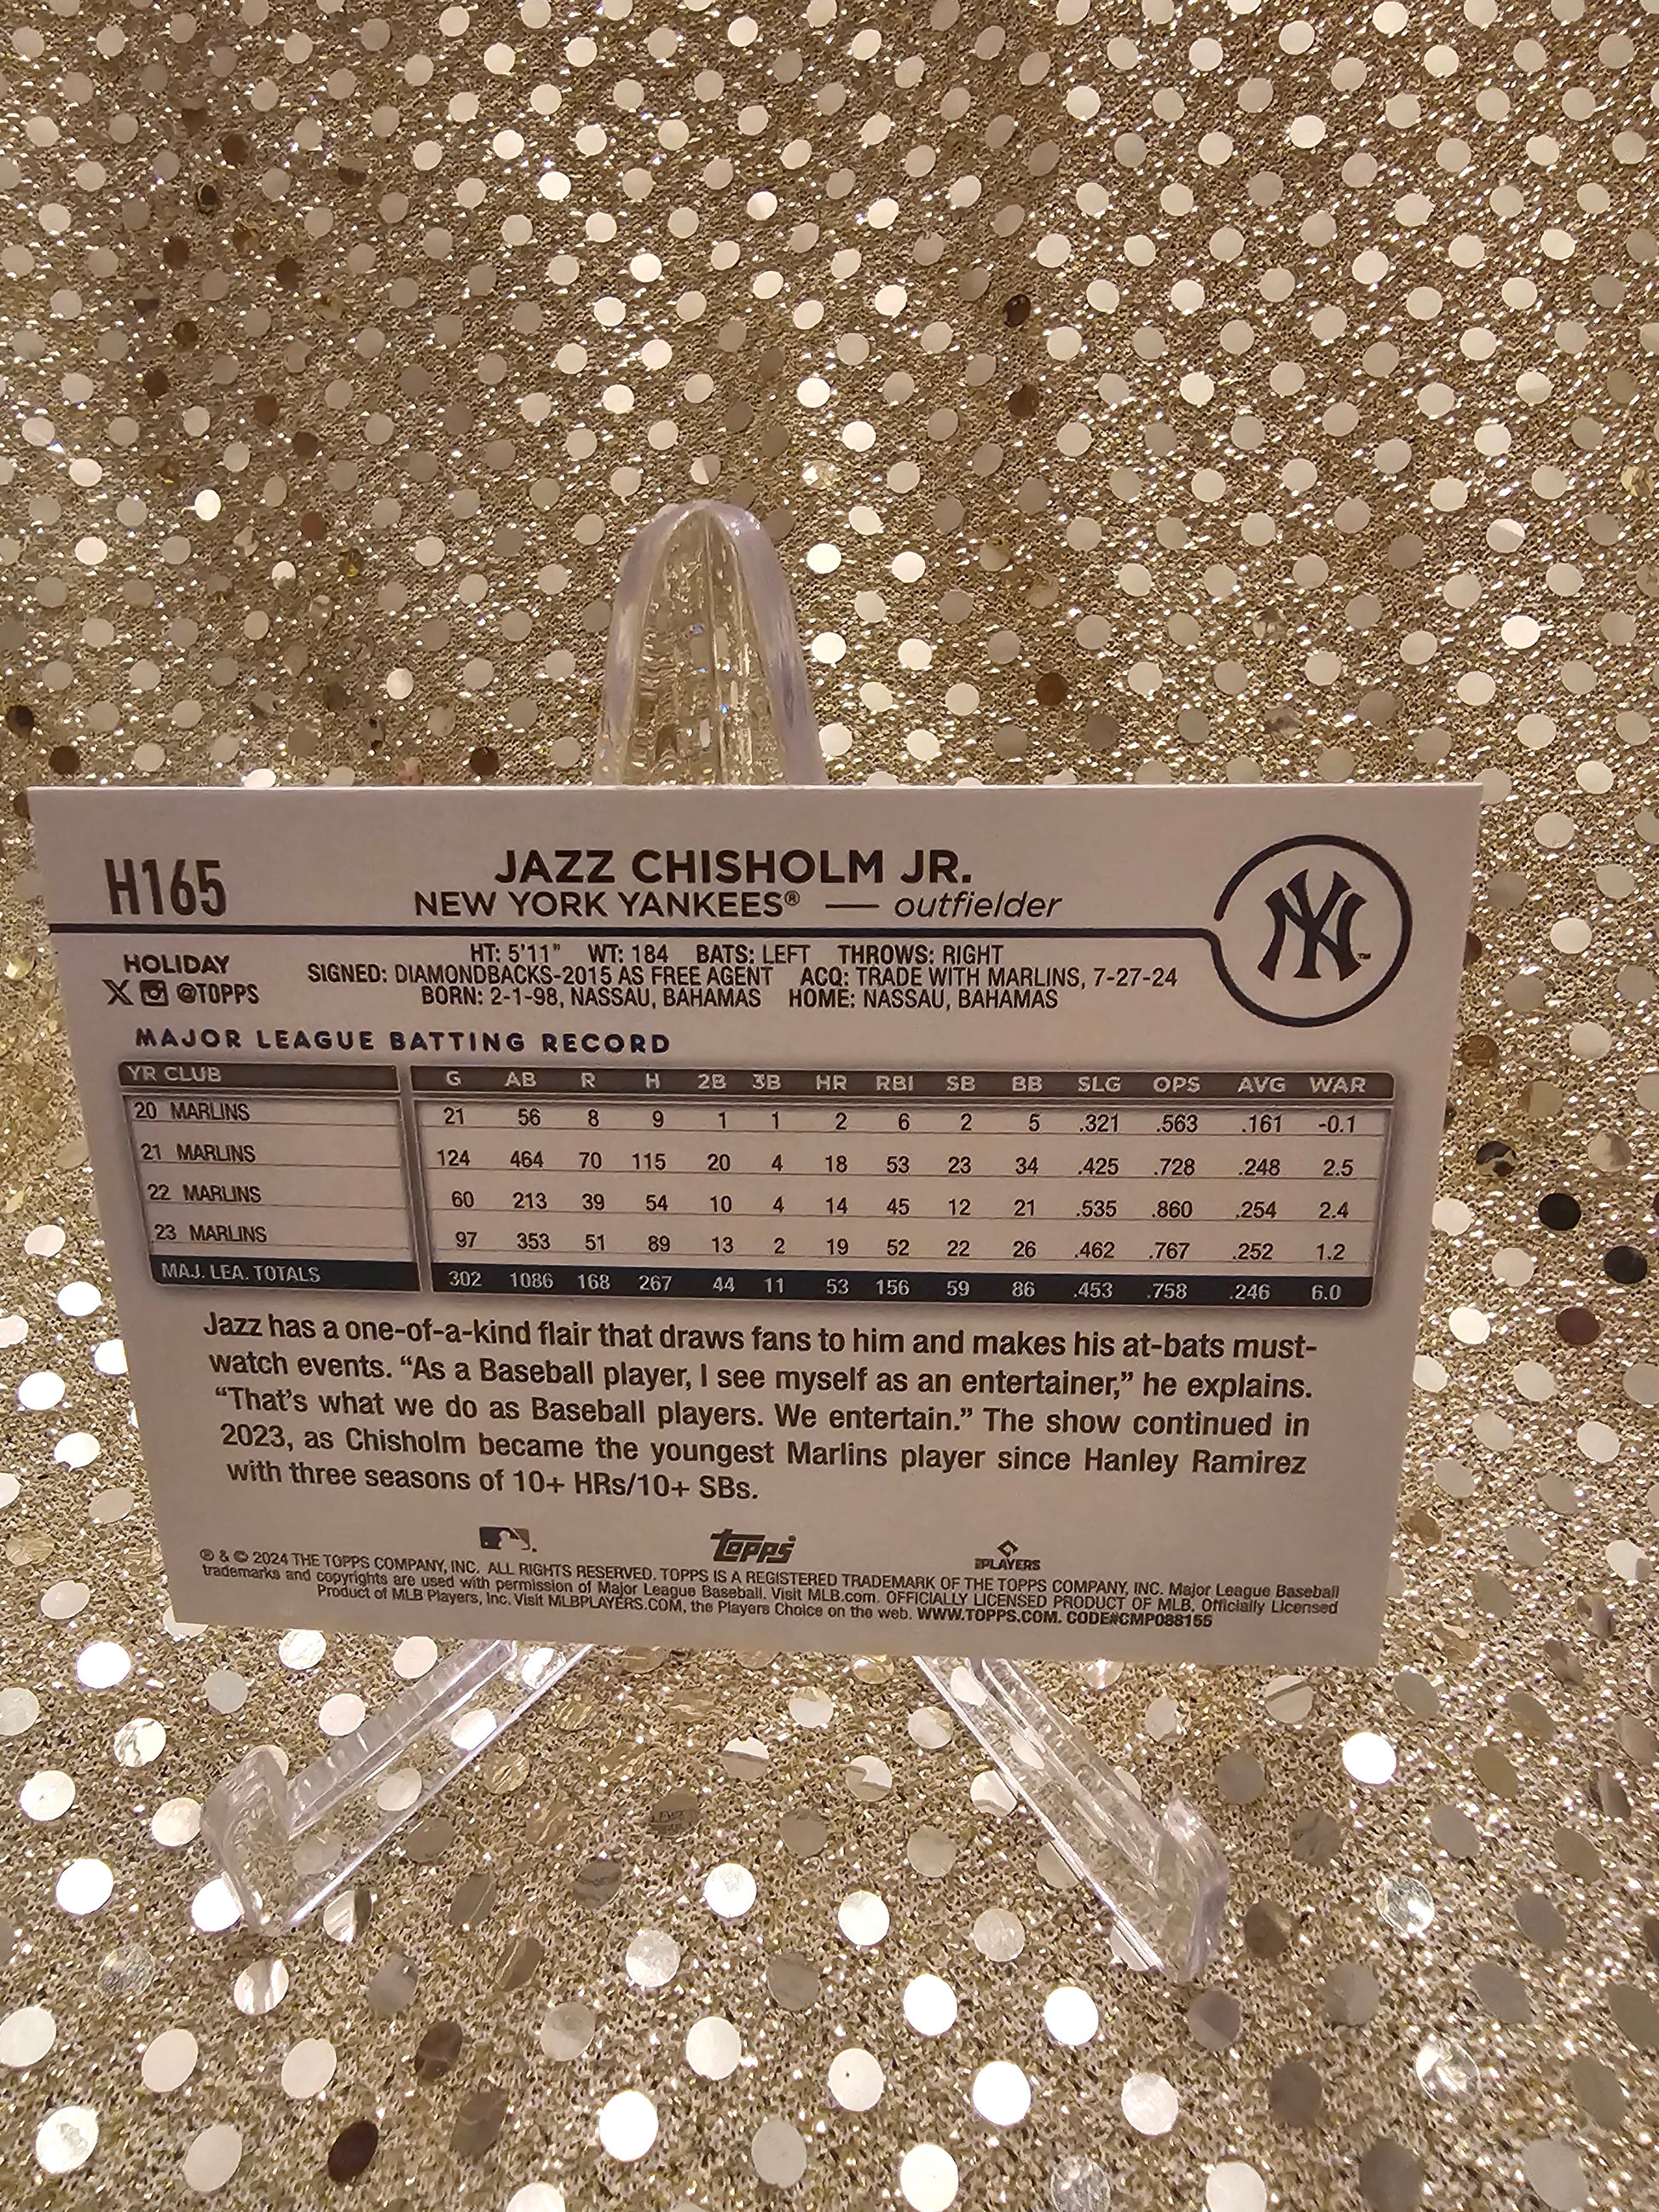 H165
JAZZ CHISHOLM JR.
NEW YORK YANKEES® — outfielder
NY™
HOLIDAY
X @TOPPS
HT: 5'11" WT: 184 BATS: LEFT THROWS: RIGHT
SIGNED: DIAMONDBACKS-2015 AS FREE AGENT ACQ: TRADE WITH MARLINS, 7-27-24
BORN: 2-1-98, NASSAU, BAHAMAS HOME: NASSAU, BAHAMAS
MAJOR LEAGUE BATTING RECORD
YR CLUB G AB R H 2B 3B HR RBI SB BB SLG OPS AVG WAR
20 MARLINS 21 56 8 9 1 1 2 6 2 5 .321 .563 .161 -0.1
21 MARLINS 124 464 70 115 20 4 18 53 23 34 .425 .728 .248 2.5
22 MARLINS 60 213 39 54 10 4 14 45 12 21 .535 .860 .254 2.4
23 MARLINS 97 353 51 89 13 2 19 52 22 26 .462 .767 .252 1.2
MAJ. LEA. TOTALS 302 1086 168 267 44 11 53 156 59 86 .453 .758 .246 6.0
Jazz has a one-of-a-kind flair that draws fans to him and makes his at-bats must-
watch events. “As a Baseball player, I see myself as an entertainer,” he explains.
“That’s what we do as Baseball players. We entertain.” The show continued in
2023, as Chisholm became the youngest Marlins player since Hanley Ramirez
with three seasons of 10+ HRs/10+ SBs.
topps
PLAYERS
® & © 2024 THE TOPPS COMPANY, INC. ALL RIGHTS RESERVED. TOPPS IS A REGISTERED TRADEMARK OF THE TOPPS COMPANY, INC. Major League Baseball
trademarks and copyrights are used with permission of Major League Baseball. Visit MLB.com. OFFICIALLY LICENSED PRODUCT OF MLB. Officially Licensed
Product of MLB Players, Inc. Visit MLBPLAYERS.COM, the Players Choice on the web. WWW.TOPPS.COM. CODE#CMP088155